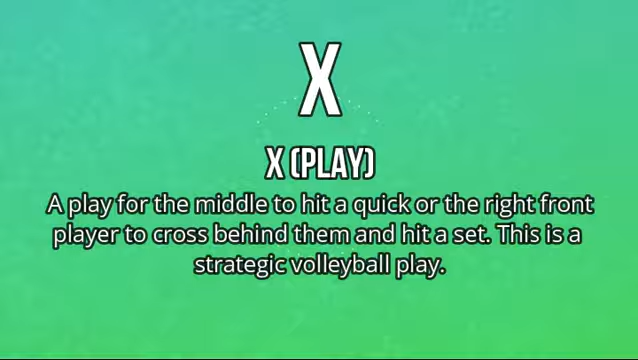 X
X (PLAY)
A play for the middle to hit a quick or the right front
player to cross behind them and hit a set. This is a
strategic volleyball play.